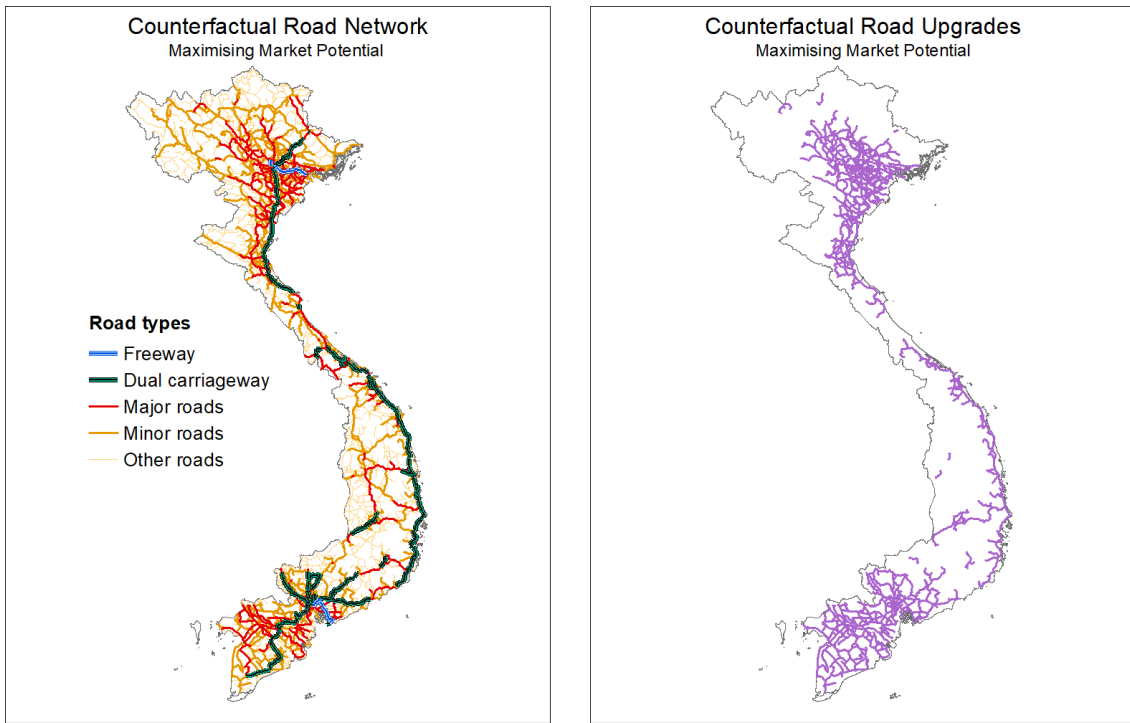 Counterfactual Road Network
Maximising Market Potential
Road types
Freeway
Dual carriageway
Major roads
Minor roads
Other roads
Counterfactual Road Upgrades
Maximising Market Potential